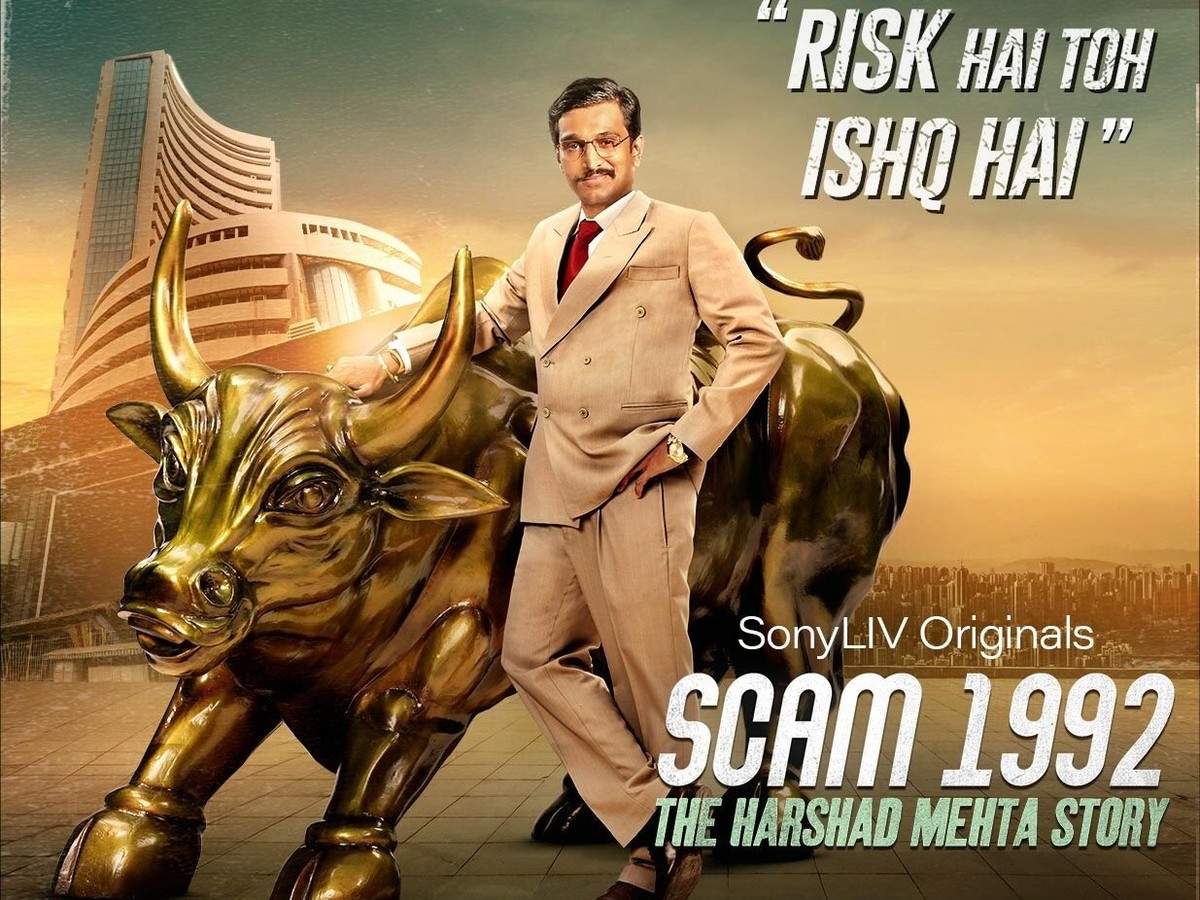 "RISK HAI TOH
ISHQ HAI"
SonyLIV Originals
SCAM 1992
THE HARSHAD MEHTA STORY